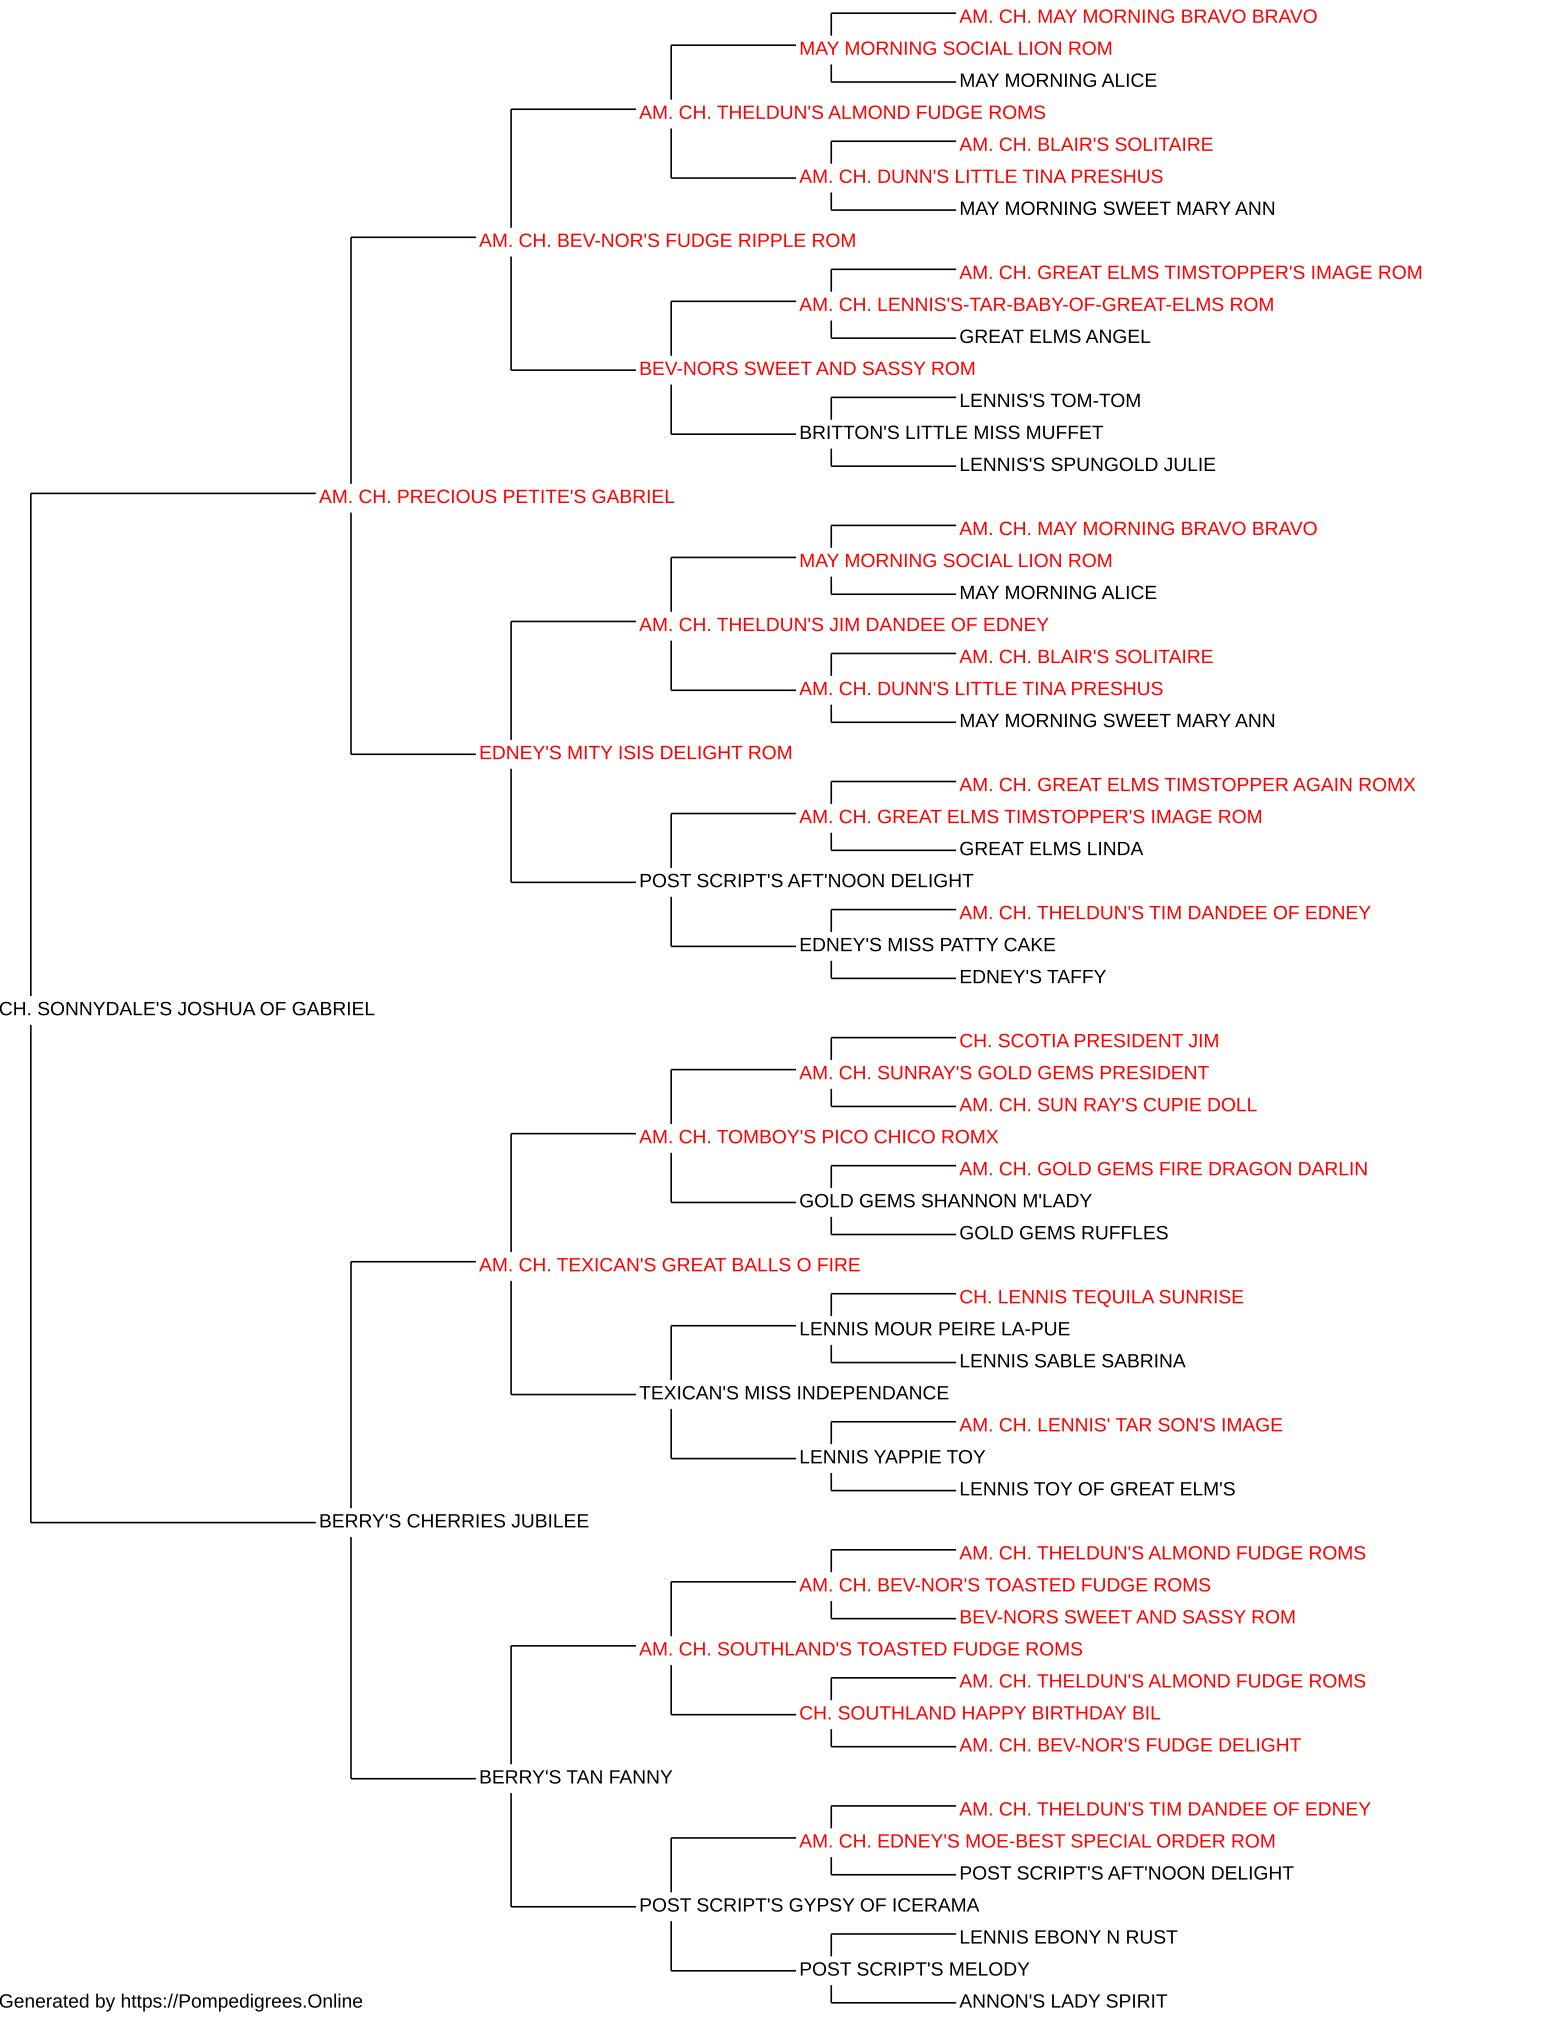 AM. CH. MAY MORNING BRAVO BRAVO
MAY MORNING SOCIAL LION ROM
MAY MORNING ALICE
AM. CH. THELDUN'S ALMOND FUDGE ROMS
AM. CH. BLAIR'S SOLITAIRE
AM. CH. DUNN'S LITTLE TINA PRESHUS
MAY MORNING SWEET MARY ANN
AM. CH. BEV-NOR'S FUDGE RIPPLE ROM
AM. CH. GREAT ELMS TIMSTOPPER'S IMAGE ROM
AM. CH. LENNIS'S-TAR-BABY-OF-GREAT-ELMS ROM
GREAT ELMS ANGEL
BEV-NORS SWEET AND SASSY ROM
LENNIS'S TOM-TOM
BRITTON'S LITTLE MISS MUFFET
LENNIS'S SPUNGOLD JULIE
AM. CH. PRECIOUS PETITE'S GABRIEL
AM. CH. MAY MORNING BRAVO BRAVO
MAY MORNING SOCIAL LION ROM
MAY MORNING ALICE
AM. CH. THELDUN'S JIM DANDEE OF EDNEY
AM. CH. BLAIR'S SOLITAIRE
AM. CH. DUNN'S LITTLE TINA PRESHUS
MAY MORNING SWEET MARY ANN
EDNEY'S MITY ISIS DELIGHT ROM
AM. CH. GREAT ELMS TIMSTOPPER AGAIN ROMX
AM. CH. GREAT ELMS TIMSTOPPER'S IMAGE ROM
GREAT ELMS LINDA
POST SCRIPT'S AFT'NOON DELIGHT
AM. CH. THELDUN'S TIM DANDEE OF EDNEY
EDNEY'S MISS PATTY CAKE
EDNEY'S TAFFY
CH. SONNYDALE'S JOSHUA OF GABRIEL
CH. SCOTIA PRESIDENT JIM
AM. CH. SUNRAY'S GOLD GEMS PRESIDENT
AM. CH. SUN RAY'S CUPIE DOLL
AM. CH. TOMBOY'S PICO CHICO ROMX
AM. CH. GOLD GEMS FIRE DRAGON DARLIN
GOLD GEMS SHANNON M'LADY
GOLD GEMS RUFFLES
AM. CH. TEXICAN'S GREAT BALLS O FIRE
CH. LENNIS TEQUILA SUNRISE
LENNIS MOUR PEIRE LA-PUE
LENNIS SABLE SABRINA
TEXICAN'S MISS INDEPENDANCE
AM. CH. LENNIS' TAR SON'S IMAGE
LENNIS YAPPIE TOY
LENNIS TOY OF GREAT ELM'S
BERRY'S CHERRIES JUBILEE
AM. CH. THELDUN'S ALMOND FUDGE ROMS
AM. CH. BEV-NOR'S TOASTED FUDGE ROMS
BEV-NORS SWEET AND SASSY ROM
AM. CH. SOUTHLAND'S TOASTED FUDGE ROMS
AM. CH. THELDUN'S ALMOND FUDGE ROMS
CH. SOUTHLAND HAPPY BIRTHDAY BIL
AM. CH. BEV-NOR'S FUDGE DELIGHT
BERRY'S TAN FANNY
AM. CH. THELDUN'S TIM DANDEE OF EDNEY
AM. CH. EDNEY'S MOE-BEST SPECIAL ORDER ROM
POST SCRIPT'S AFT'NOON DELIGHT
POST SCRIPT'S GYPSY OF ICERAMA
LENNIS EBONY N RUST
POST SCRIPT'S MELODY
ANNON'S LADY SPIRIT
Generated by https://Pompedigrees.Online